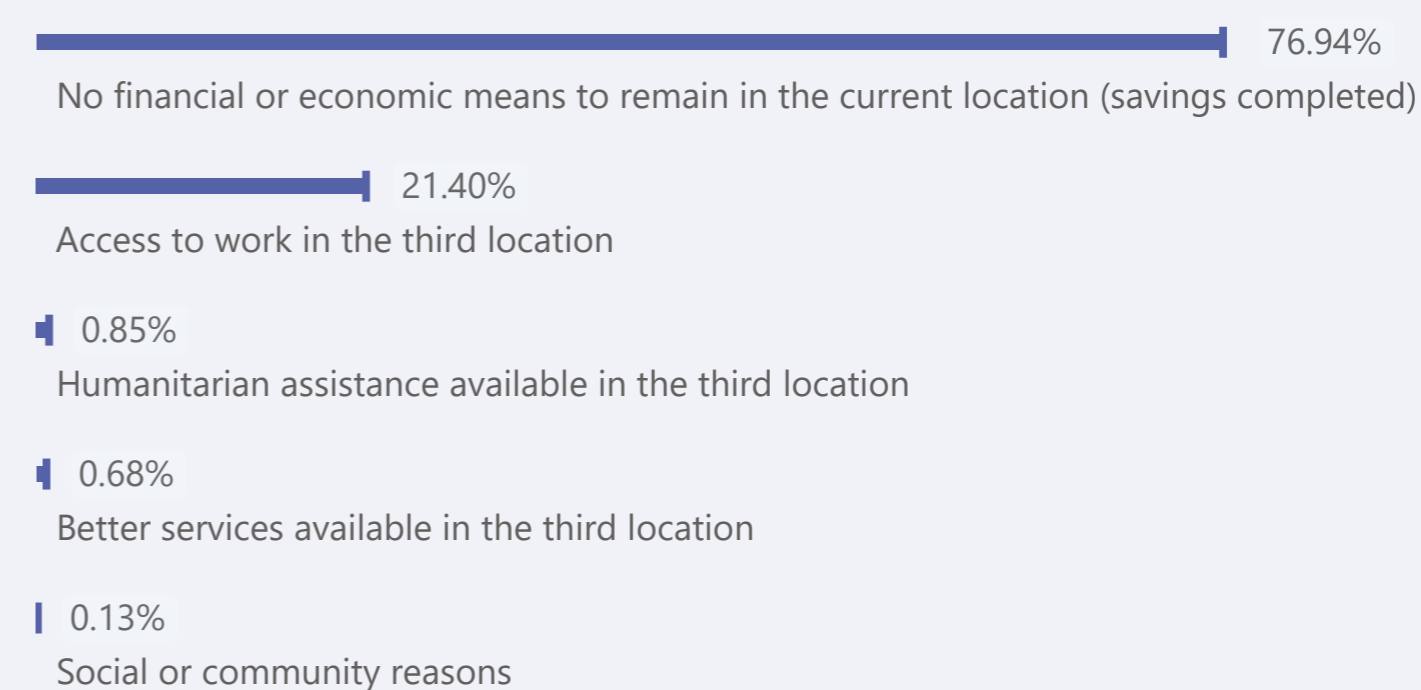 76.94%
No financial or economic means to remain in the current location (savings completed)
21.40%
Access to work in the third location
0.85%
Humanitarian assistance available in the third location
0.68%
Better services available in the third location
0.13%
Social or community reasons